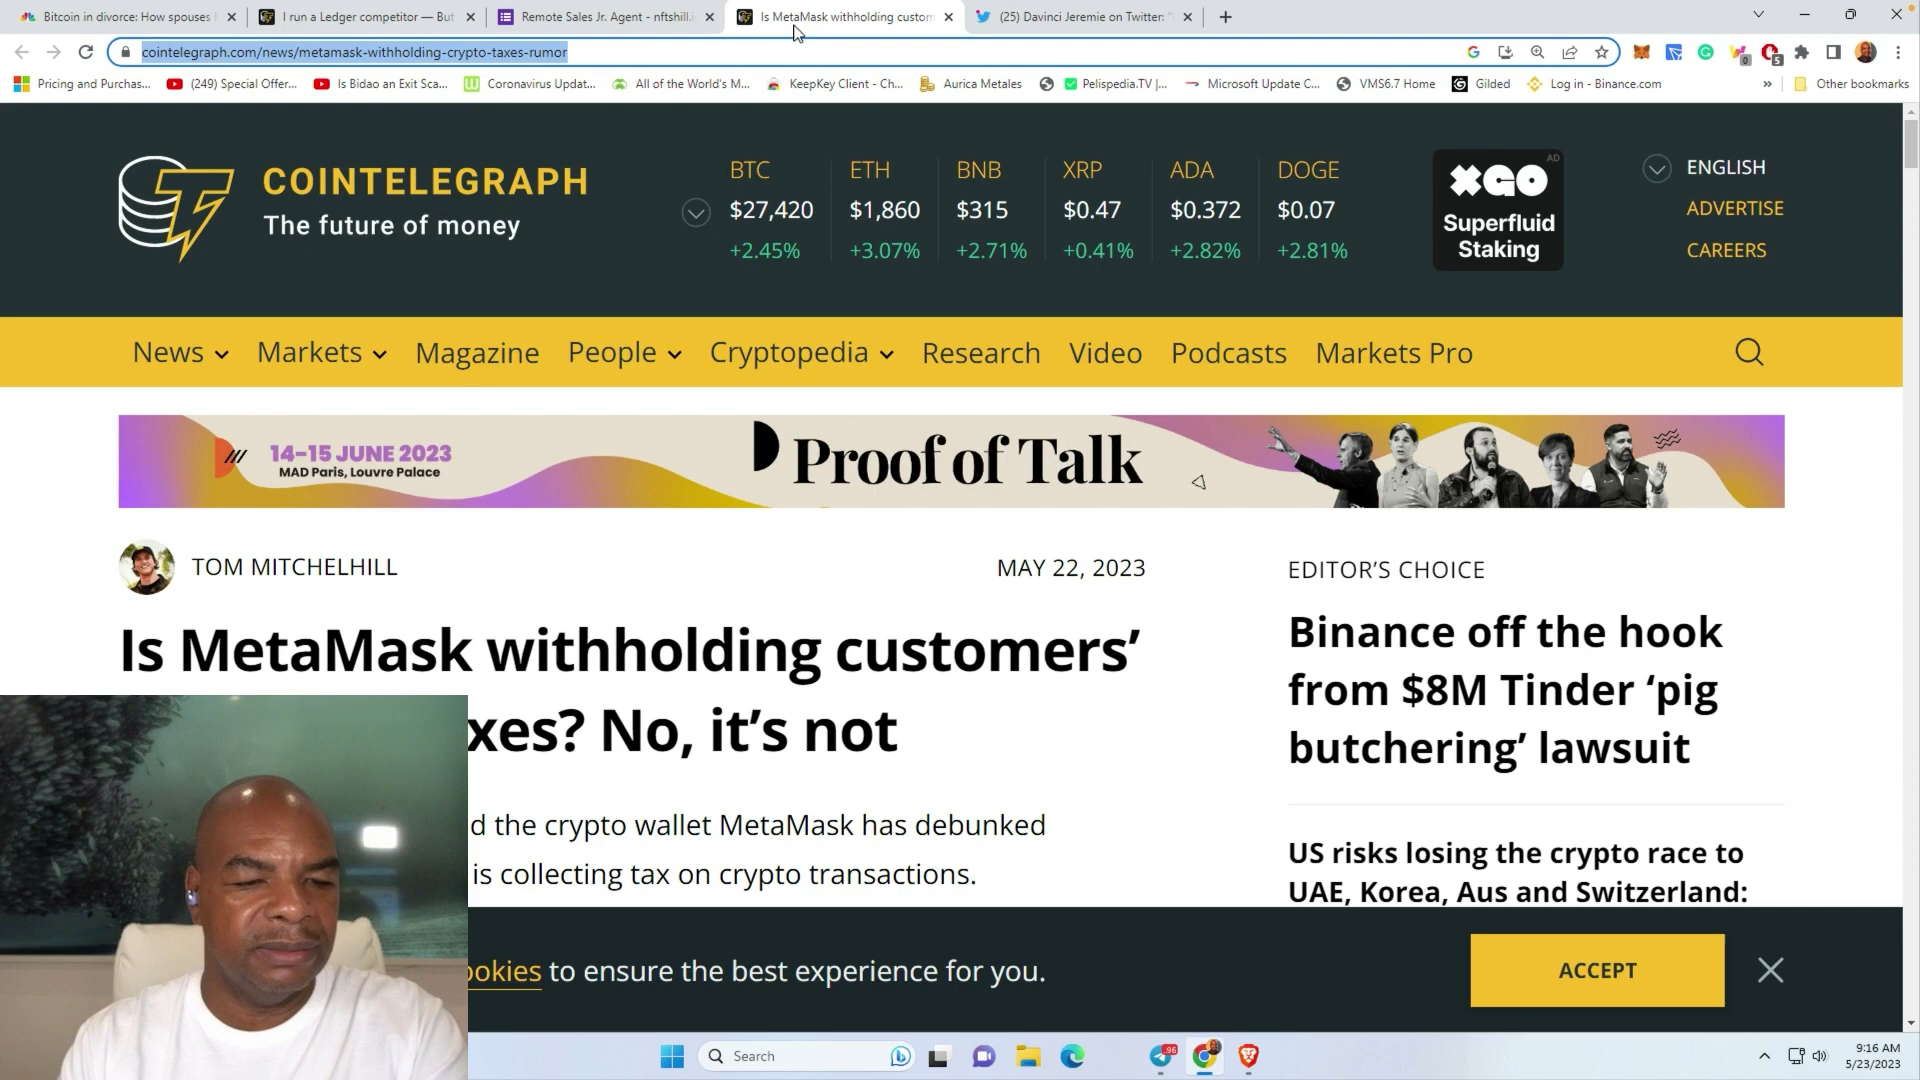 Bitcoin in divorce: How spouses
I run a Ledger competitor — But
Remote Sales Jr. Agent - nftshill.
Is MetaMask withholding custom
(25) Davinci Jeremie on Twitter: "
cointelegraph.com/news/metamask-withholding-crypto-taxes-rumor
Pricing and Purchas...
(249) Special Offer...
Is Bidao an Exit Sca...
Coronavirus Updat...
All of the World's M...
KeepKey Client - Ch...
Aurica Metales
Pelispedia.TV |...
Microsoft Update C...
VMS6.7 Home
Gilded
Log in - Binance.com
»
Other bookmarks
COINTELEGRAPH
The future of money
BTC ETH BNB XRP ADA DOGE
$27,420 $1,860 $315 $0.47 $0.372 $0.07
+2.45% +3.07% +2.71% +0.41% +2.82% +2.81%
AD
XGO
Superfluid
Staking
ENGLISH
ADVERTISE
CAREERS
News Markets Magazine People Cryptopedia Research Video Podcasts Markets Pro
14–15 JUNE 2023
MAD Paris, Louvre Palace
Proof of Talk
TOM MITCHELHILL
MAY 22, 2023
Is MetaMask withholding customers’
xes? No, it’s not
d the crypto wallet MetaMask has debunked
is collecting tax on crypto transactions.
EDITOR’S CHOICE
Binance off the hook
from $8M Tinder ‘pig
butchering’ lawsuit
US risks losing the crypto race to
UAE, Korea, Aus and Switzerland:
ookies to ensure the best experience for you.
ACCEPT
Search
96
9:16 AM
5/23/2023